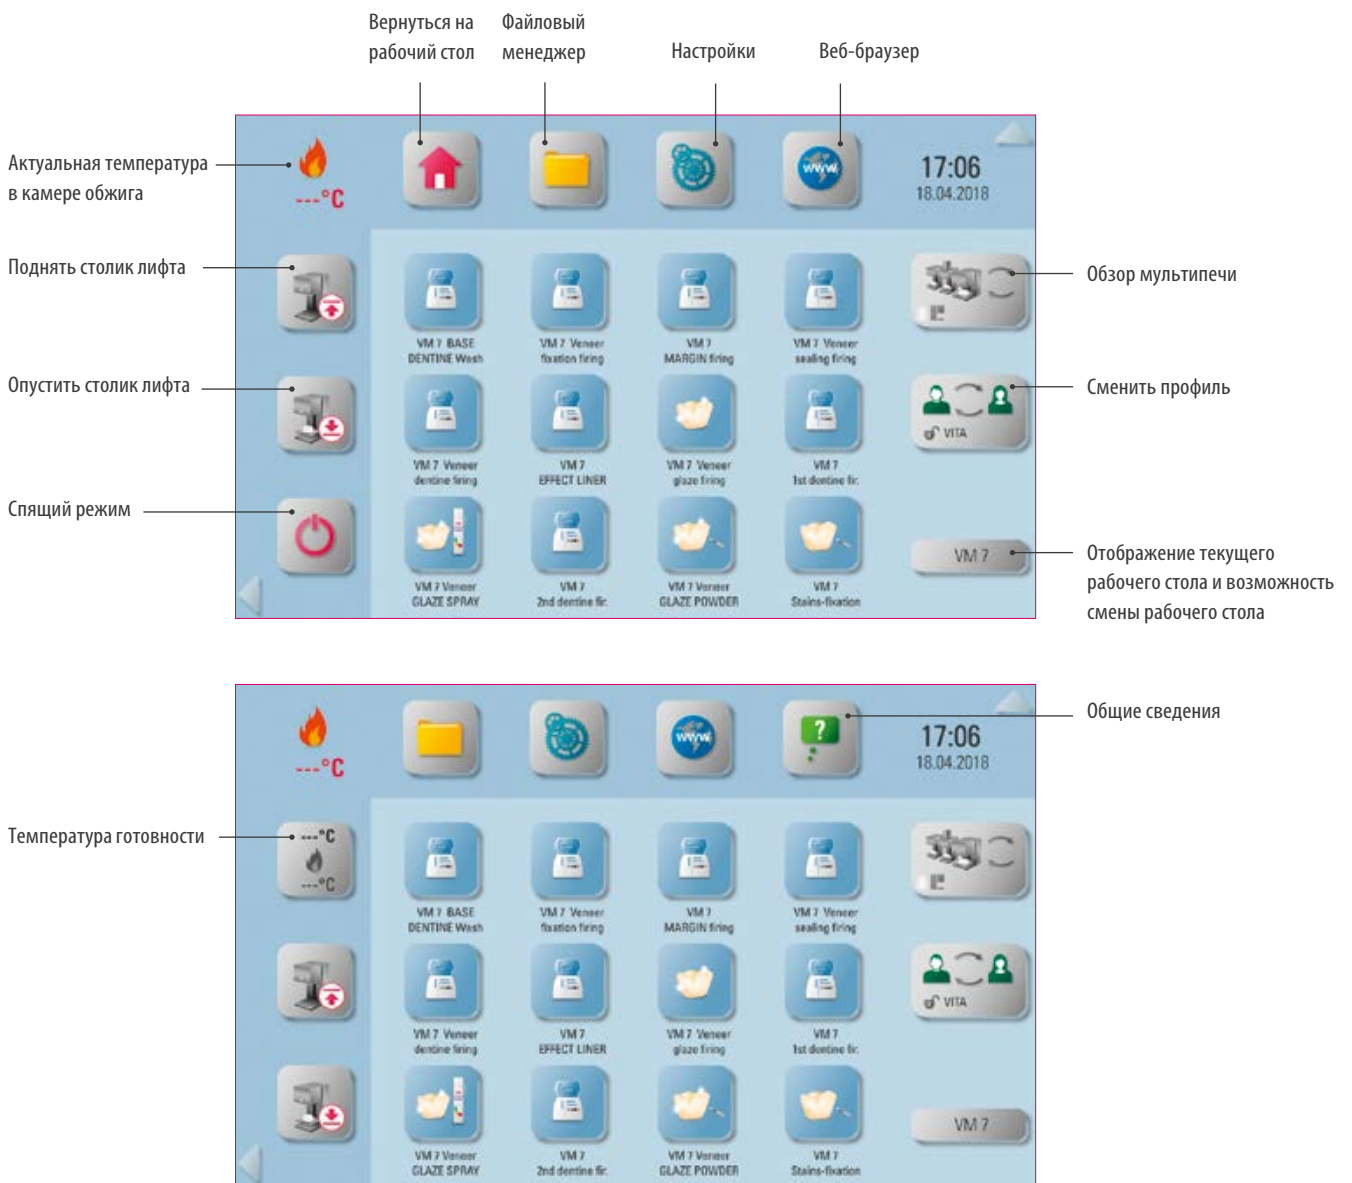 Вернуться на
рабочий стол
Файловый
менеджер
Настройки
Веб-браузер
Актуальная температура
в камере обжига
---°C
www
17:06
18.04.2018
Поднять столик лифта
Обзор мультипечи
VM 7 BASE
DENTINE Wash
VM 7 Veneer
fixation firing
VM 7
MARGIN firing
VM 7 Veneer
sealing firing
Опустить столик лифта
Сменить профиль
VITA
VM 7 Veneer
dentine firing
VM 7
EFFECT LINER
VM 7 Veneer
glaze firing
VM 7
1st dentine fir.
Спящий режим
VM 7
Отображение текущего
рабочего стола и возможность
смены рабочего стола
VM 7 Veneer
GLAZE SPRAY
VM 7
2nd dentine fir.
VM 7 Veneer
GLAZE POWDER
VM 7
Stains-fixation
---°C
www
?
Общие сведения
17:06
18.04.2018
Температура готовности
---°C
---°C
VM 7 BASE
DENTINE Wash
VM 7 Veneer
fixation firing
VM 7
MARGIN firing
VM 7 Veneer
sealing firing
VITA
VM 7 Veneer
dentine firing
VM 7
EFFECT LINER
VM 7 Veneer
glaze firing
VM 7
1st dentine fir.
VM 7
VM 7 Veneer
GLAZE SPRAY
VM 7
2nd dentine fir.
VM 7 Veneer
GLAZE POWDER
VM 7
Stains-fixation